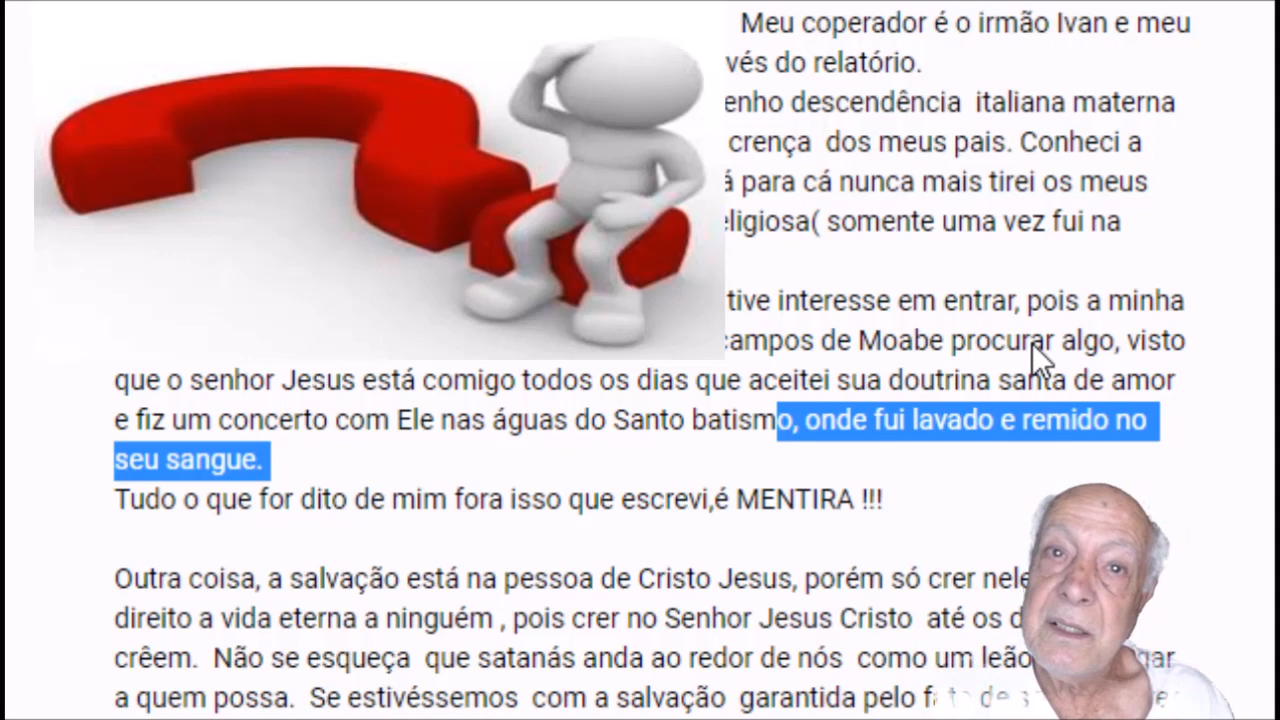 Meu coperador é o irmão Ivan e meu
vés do relatório.
enho descendência italiana materna
crença dos meus pais. Conheci a
á para cá nunca mais tirei os meus
eligiosa( somente uma vez fui na
tive interesse em entrar, pois a minha
campos de Moabe procurar algo, visto
que o senhor Jesus está comigo todos os dias que aceitei sua doutrina santa de amor
e fiz um concerto com Ele nas águas do Santo batismo, onde fui lavado e remido no
seu sangue.
Tudo o que for dito de mim fora isso que escrevi,é MENTIRA !!!
Outra coisa, a salvação está na pessoa de Cristo Jesus, porém só crer nele
direito a vida eterna a ninguém , pois crer no Senhor Jesus Cristo até os d
crêem. Não se esqueça que satanás anda ao redor de nós como um leão gar
a quem possa. Se estivéssemos com a salvação garantida pelo de